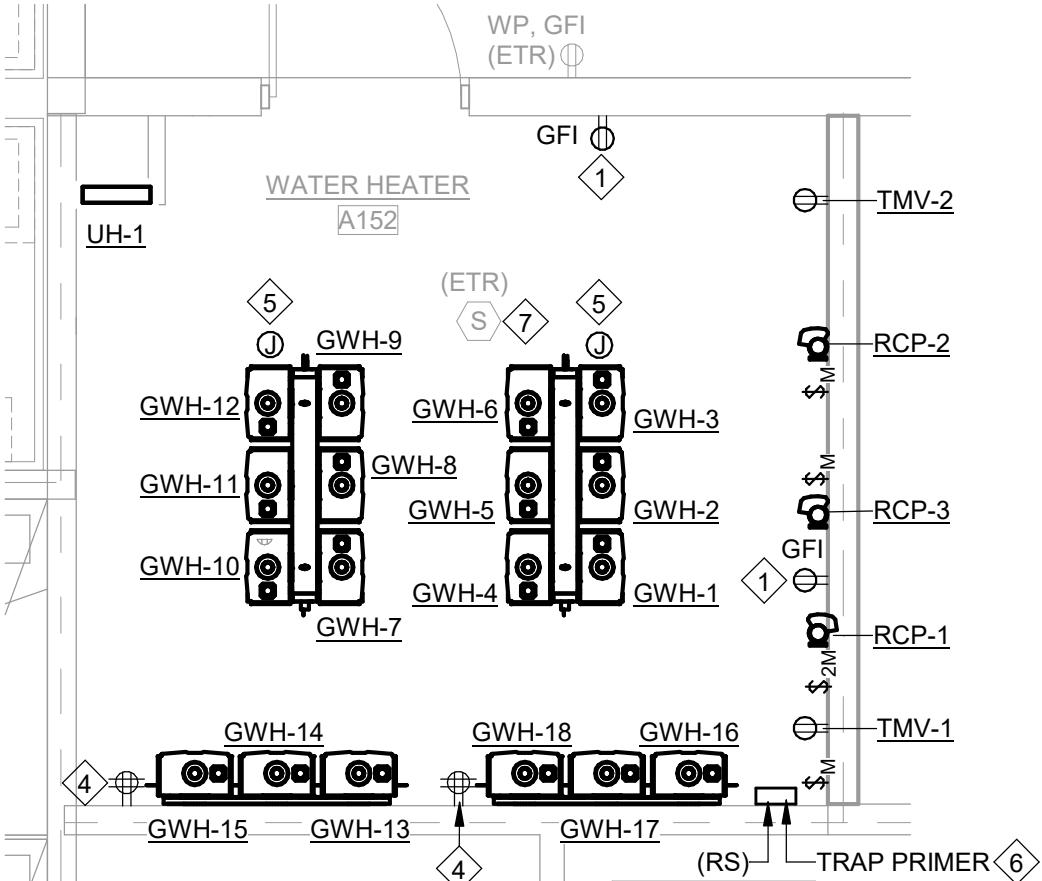 WP, GFI
(ETR)
GFI
1
WATER HEATER
A152
TMV-2
UH-1
(ETR)
S
7
5
5
J
J
GWH-9
RCP-2
M
GWH-12
GWH-6
GWH-3
GWH-8
M
GWH-11
GWH-5
GWH-2
RCP-3
GFI
GWH-10
GWH-4
GWH-1
1
GWH-7
RCP-1
2M
GWH-14
GWH-18
GWH-16
TMV-1
4
M
GWH-15
GWH-13
GWH-17
4
(RS)
TRAP PRIMER
6